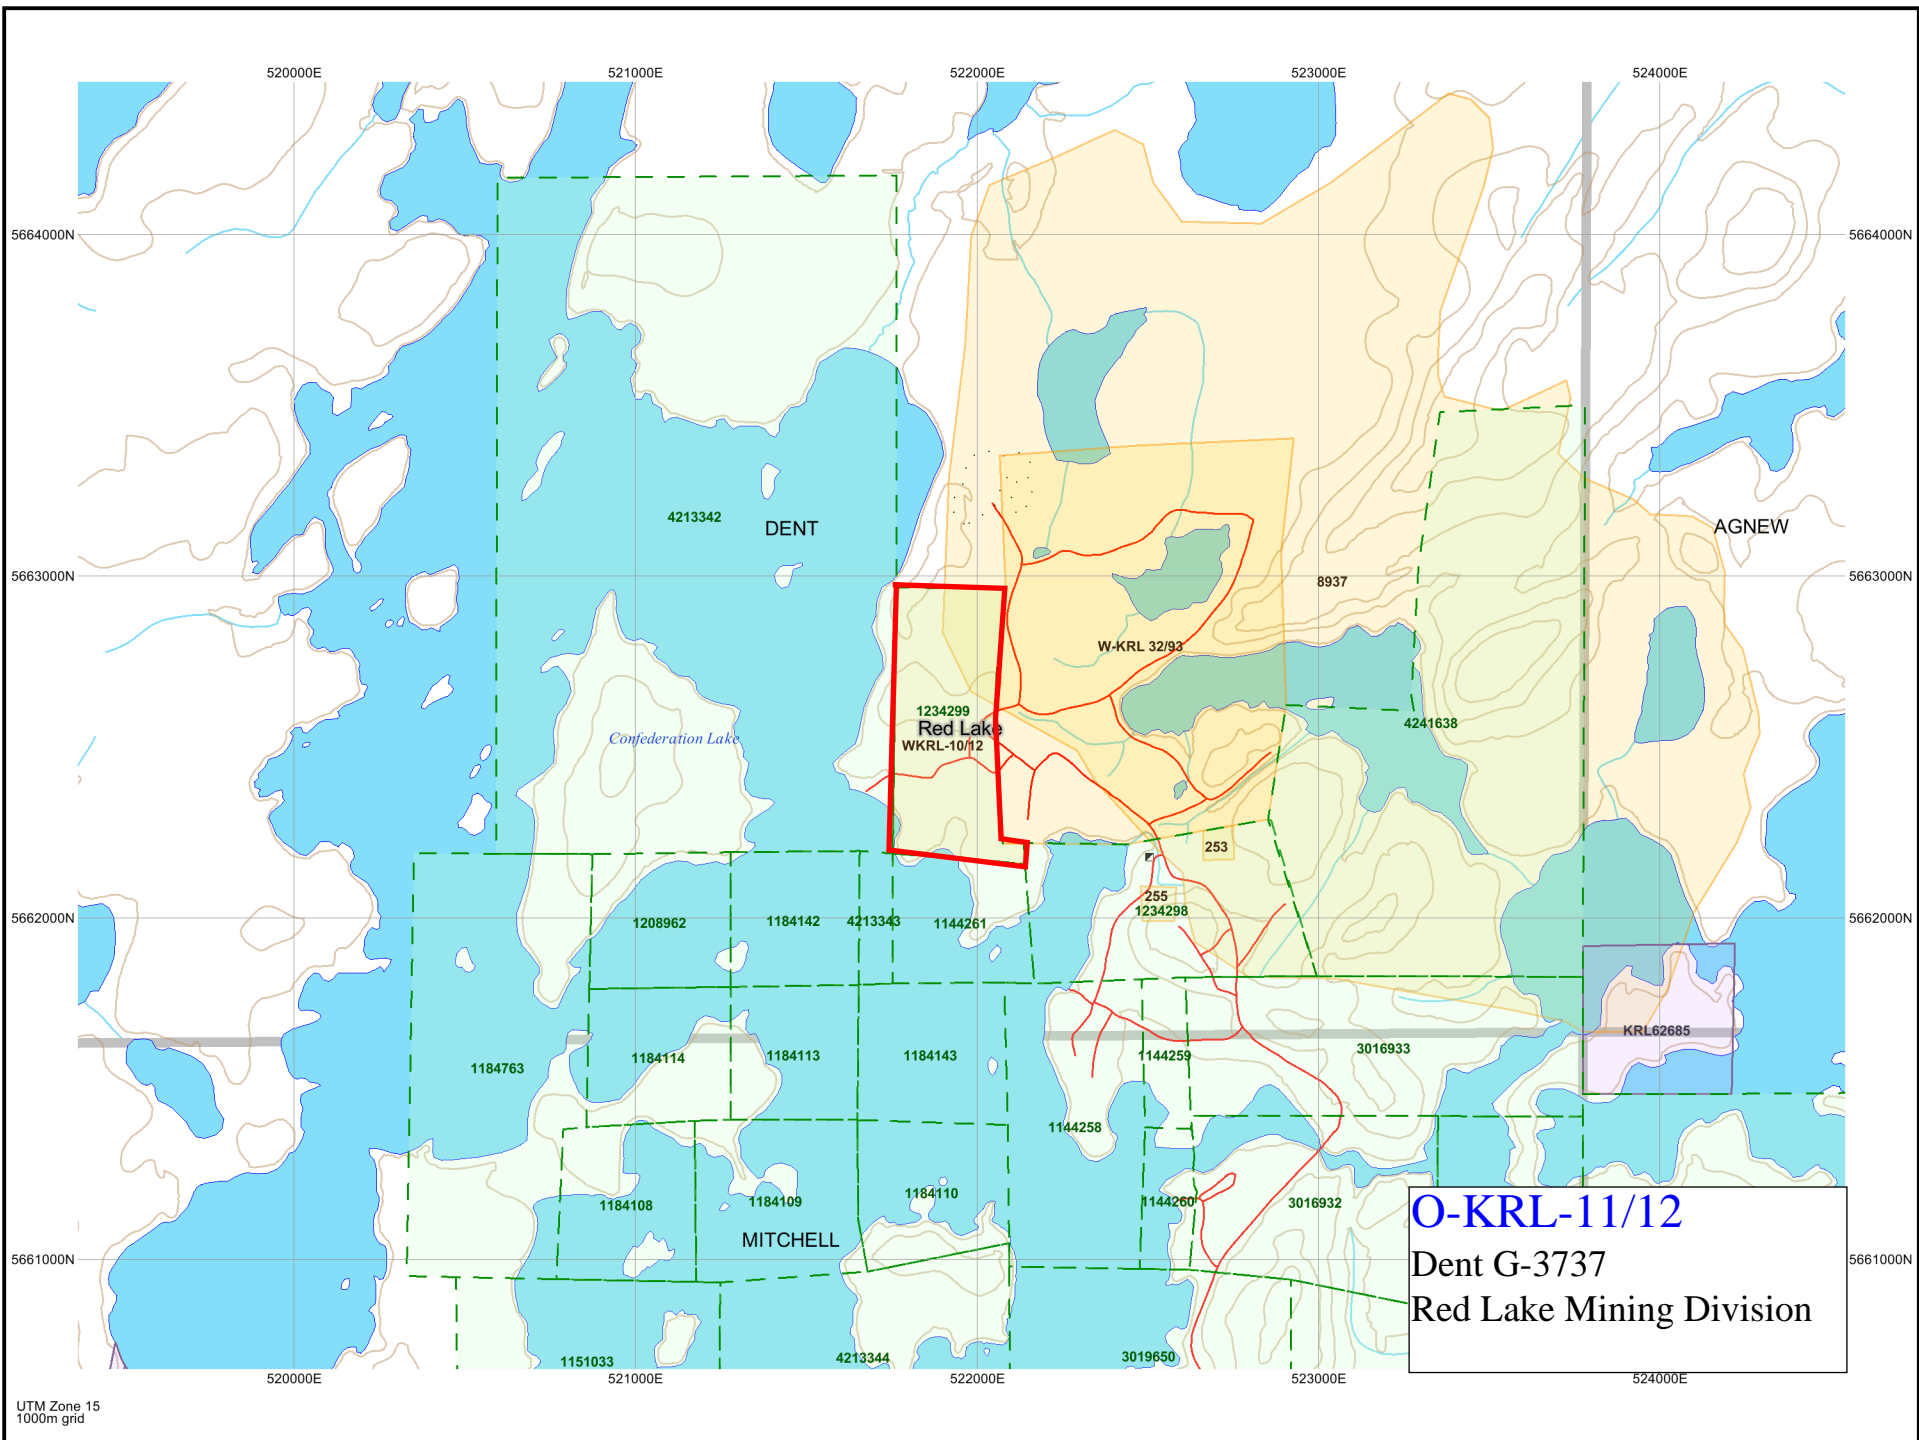 520000E 521000E 522000E 523000E 524000E
5664000N 5664000N
4213342
DENT
AGNEW
5663000N 5663000N
8937
W-KRL 32/93
1234299
Red Lake
WKRL-10/12
4241638
Confederation Lake
253
255
1234298
5662000N 5662000N
1208962 1184142 4213343 1144261
KRL62685
1184763 1184114 1184113 1184143 1144259 3016933
1144258
1184108 1184109 1184110 1144260 3016932
MITCHELL
5661000N 5661000N
O-KRL-11/12
Dent G-3737
Red Lake Mining Division
1151033 4213344 3019650
520000E 521000E 522000E 523000E 524000E
UTM Zone 15
1000m grid